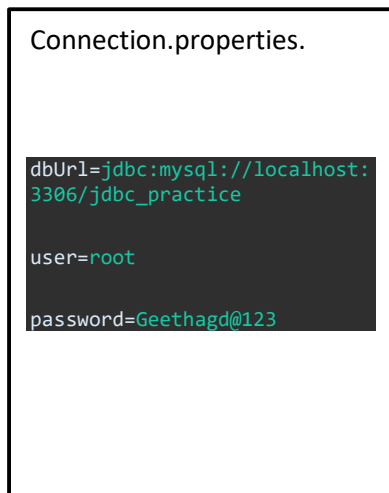 Connection.properties.
dbUrl=jdbc:mysql://localhost:
3306/jdbc_practice
user=root
password=Geethagd@123